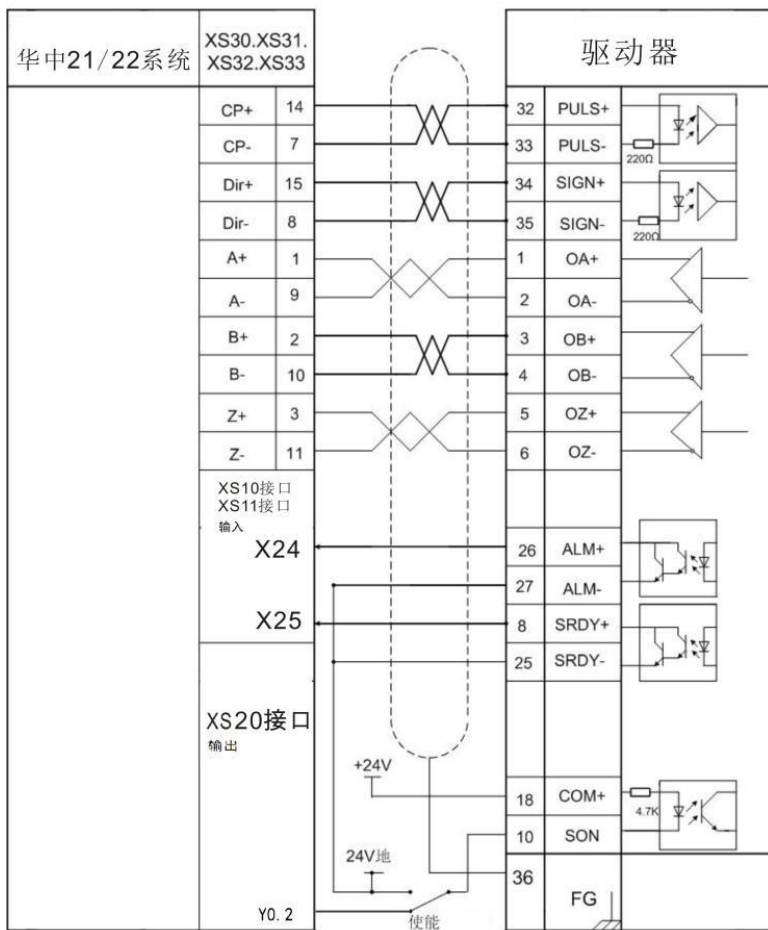 华中21/22系统
XS30.XS31.
XS32.XS33
驱动器
CP+ 14 32 PULS+
CP- 7 33 PULS-
220Ω
Dir+ 15 34 SIGN+
Dir- 8 35 SIGN-
220Ω
A+ 1 1 OA+
A- 9 2 OA-
B+ 2 3 OB+
B- 10 4 OB-
Z+ 3 5 OZ+
Z- 11 6 OZ-
XS10接口
XS11接口
输入
X24 26 ALM+
27 ALM-
X25 8 SRDY+
25 SRDY-
XS20接口
输出
+24V
18 COM+
4.7K
10 SON
24V地
36
FG
Y0.2
使能